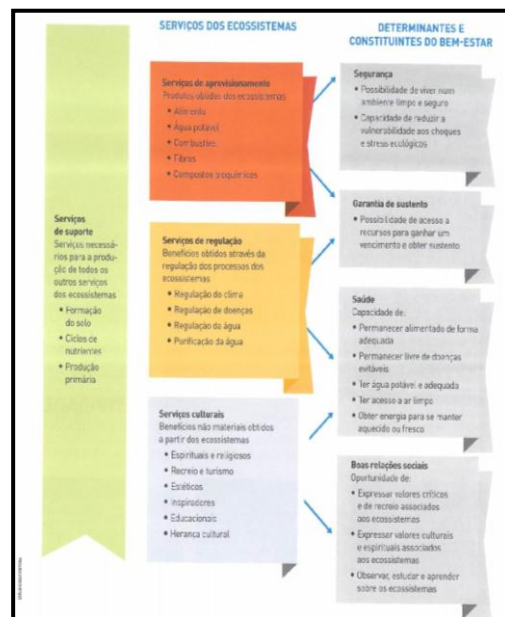 SERVIÇOS DOS ECOSSISTEMAS
DETERMINANTES E
CONSTITUINTES DO BEM-ESTAR
Serviços
de suporte
Serviços necessá-
rios para a produ-
ção de todos os
outros serviços
dos ecossistemas
• Formação
do solo
• Ciclos de
nutrientes
• Produção
primária
Serviços de aprovisionamento
Produtos obtidos dos ecossistemas
• Alimento
• Água potável
• Combustível
• Fibras
• Compostos bioquímicos
Serviços de regulação
Benefícios obtidos através da
regulação dos processos dos
ecossistemas
• Regulação do clima
• Regulação de doenças
• Regulação da água
• Purificação da água
Serviços culturais
Benefícios não materiais obtidos
a partir dos ecossistemas
• Espirituais e religiosos
• Recreio e turismo
• Estéticos
• Inspiradores
• Educacionais
• Herança cultural
Segurança
• Possibilidade de viver num
ambiente limpo e seguro
• Capacidade de reduzir a
vulnerabilidade aos choques
e stress ecológicos
Garantia de sustento
• Possibilidade de acesso a
recursos para ganhar um
vencimento e obter sustento
Saúde
Capacidade de:
• Permanecer alimentado de forma
adequada
• Permanecer livre de doenças
evitáveis
• Ter água potável e adequada
• Ter acesso a ar limpo
• Obter energia para se manter
aquecido ou fresco
Boas relações sociais
Oportunidade de:
• Expressar valores críticos
e de recreio associados
aos ecossistemas
• Expressar valores culturais
e espirituais associados
aos ecossistemas
• Observar, estudar e aprender
sobre os ecossistemas